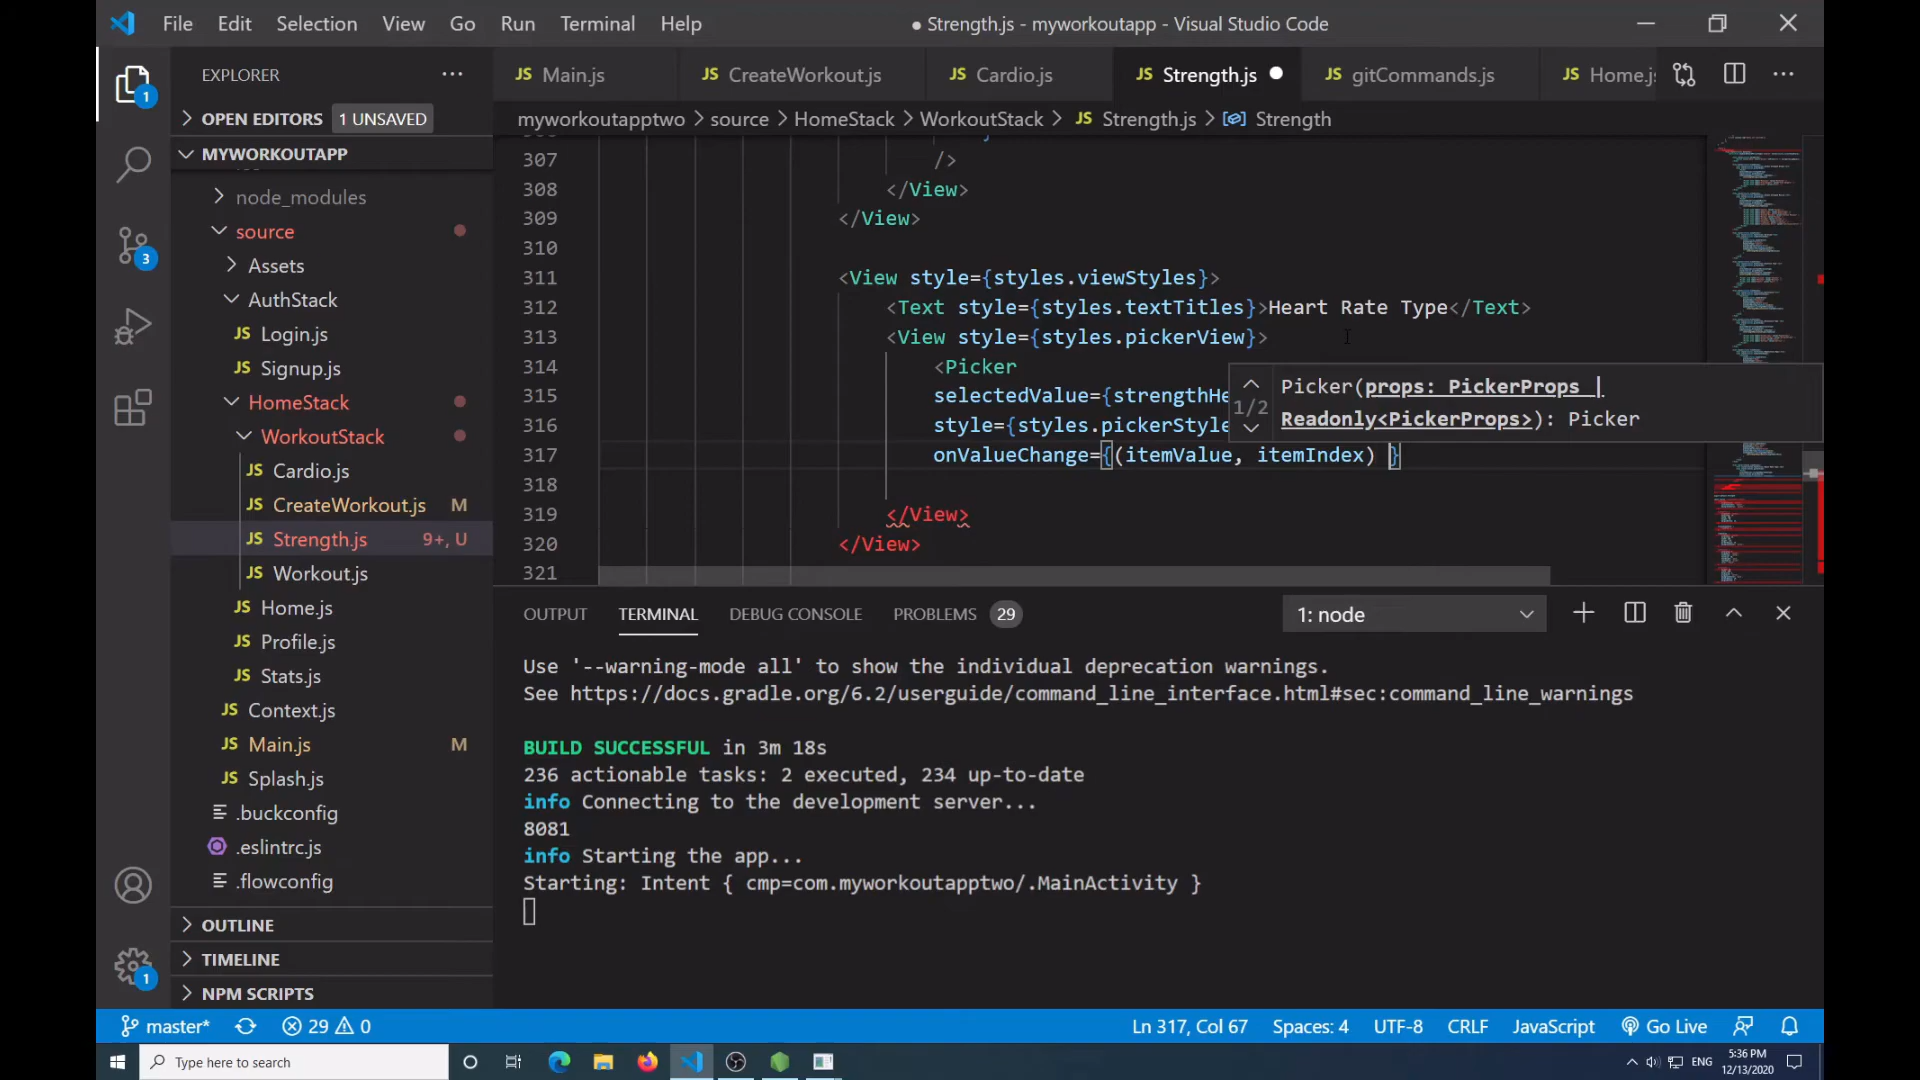 File Edit Selection View Go Run Terminal Help
● Strength.js - myworkoutapp - Visual Studio Code
EXPLORER
JS Main.js
JS CreateWorkout.js
JS Cardio.js
JS Strength.js
JS gitCommands.js
JS Home.js
OPEN EDITORS 1 UNSAVED
myworkoutapptwo > source > HomeStack > WorkoutStack > JS Strength.js > Strength
MYWORKOUTAPP
node_modules
source
Assets
AuthStack
JS Login.js
JS Signup.js
HomeStack
WorkoutStack
JS Cardio.js
JS CreateWorkout.js M
JS Strength.js 9+, U
JS Workout.js
JS Home.js
JS Profile.js
JS Stats.js
JS Context.js
JS Main.js M
JS Splash.js
.buckconfig
.eslintrc.js
.flowconfig
OUTLINE
TIMELINE
NPM SCRIPTS
1
3
1
307 />
308 </View>
309 </View>
310
311 <View style={styles.viewStyles}>
312 <Text style={styles.textTitles}>Heart Rate Type</Text>
313 <View style={styles.pickerView}>
314 <Picker
315 selectedValue={strengthHe
316 style={styles.pickerStyle
317 onValueChange={(itemValue, itemIndex) }
318
319 </View>
320 </View>
321
1/2
Picker(props: PickerProps |
Readonly<PickerProps>): Picker
OUTPUT TERMINAL DEBUG CONSOLE PROBLEMS 29
1: node
Use '--warning-mode all' to show the individual deprecation warnings.
See https://docs.gradle.org/6.2/userguide/command_line_interface.html#sec:command_line_warnings
BUILD SUCCESSFUL in 3m 18s
236 actionable tasks: 2 executed, 234 up-to-date
info Connecting to the development server...
8081
info Starting the app...
Starting: Intent { cmp=com.myworkoutapptwo/.MainActivity }
master* 29 0
Ln 317, Col 67 Spaces: 4 UTF-8 CRLF JavaScript Go Live
Type here to search
ENG
5:36 PM
12/13/2020